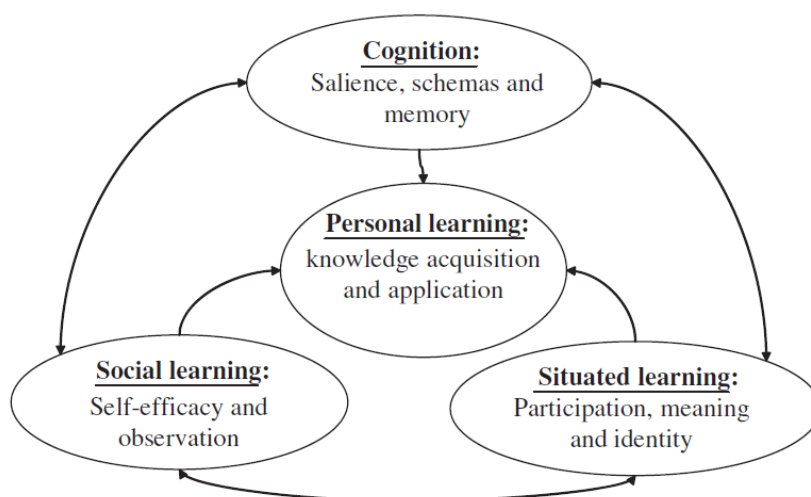 Cognition:
Salience, schemas and
memory
Personal learning:
knowledge acquisition
and application
Social learning:
Self-efficacy and
observation
Situated learning:
Participation, meaning
and identity